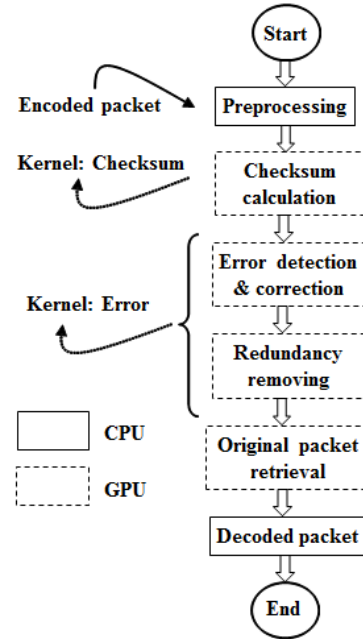 Start
Encoded packet
Preprocessing
Kernel: Checksum
Checksum
calculation
Error detection
& correction
Kernel: Error
Redundancy
removing
CPU
Original packet
retrieval
GPU
Decoded packet
End